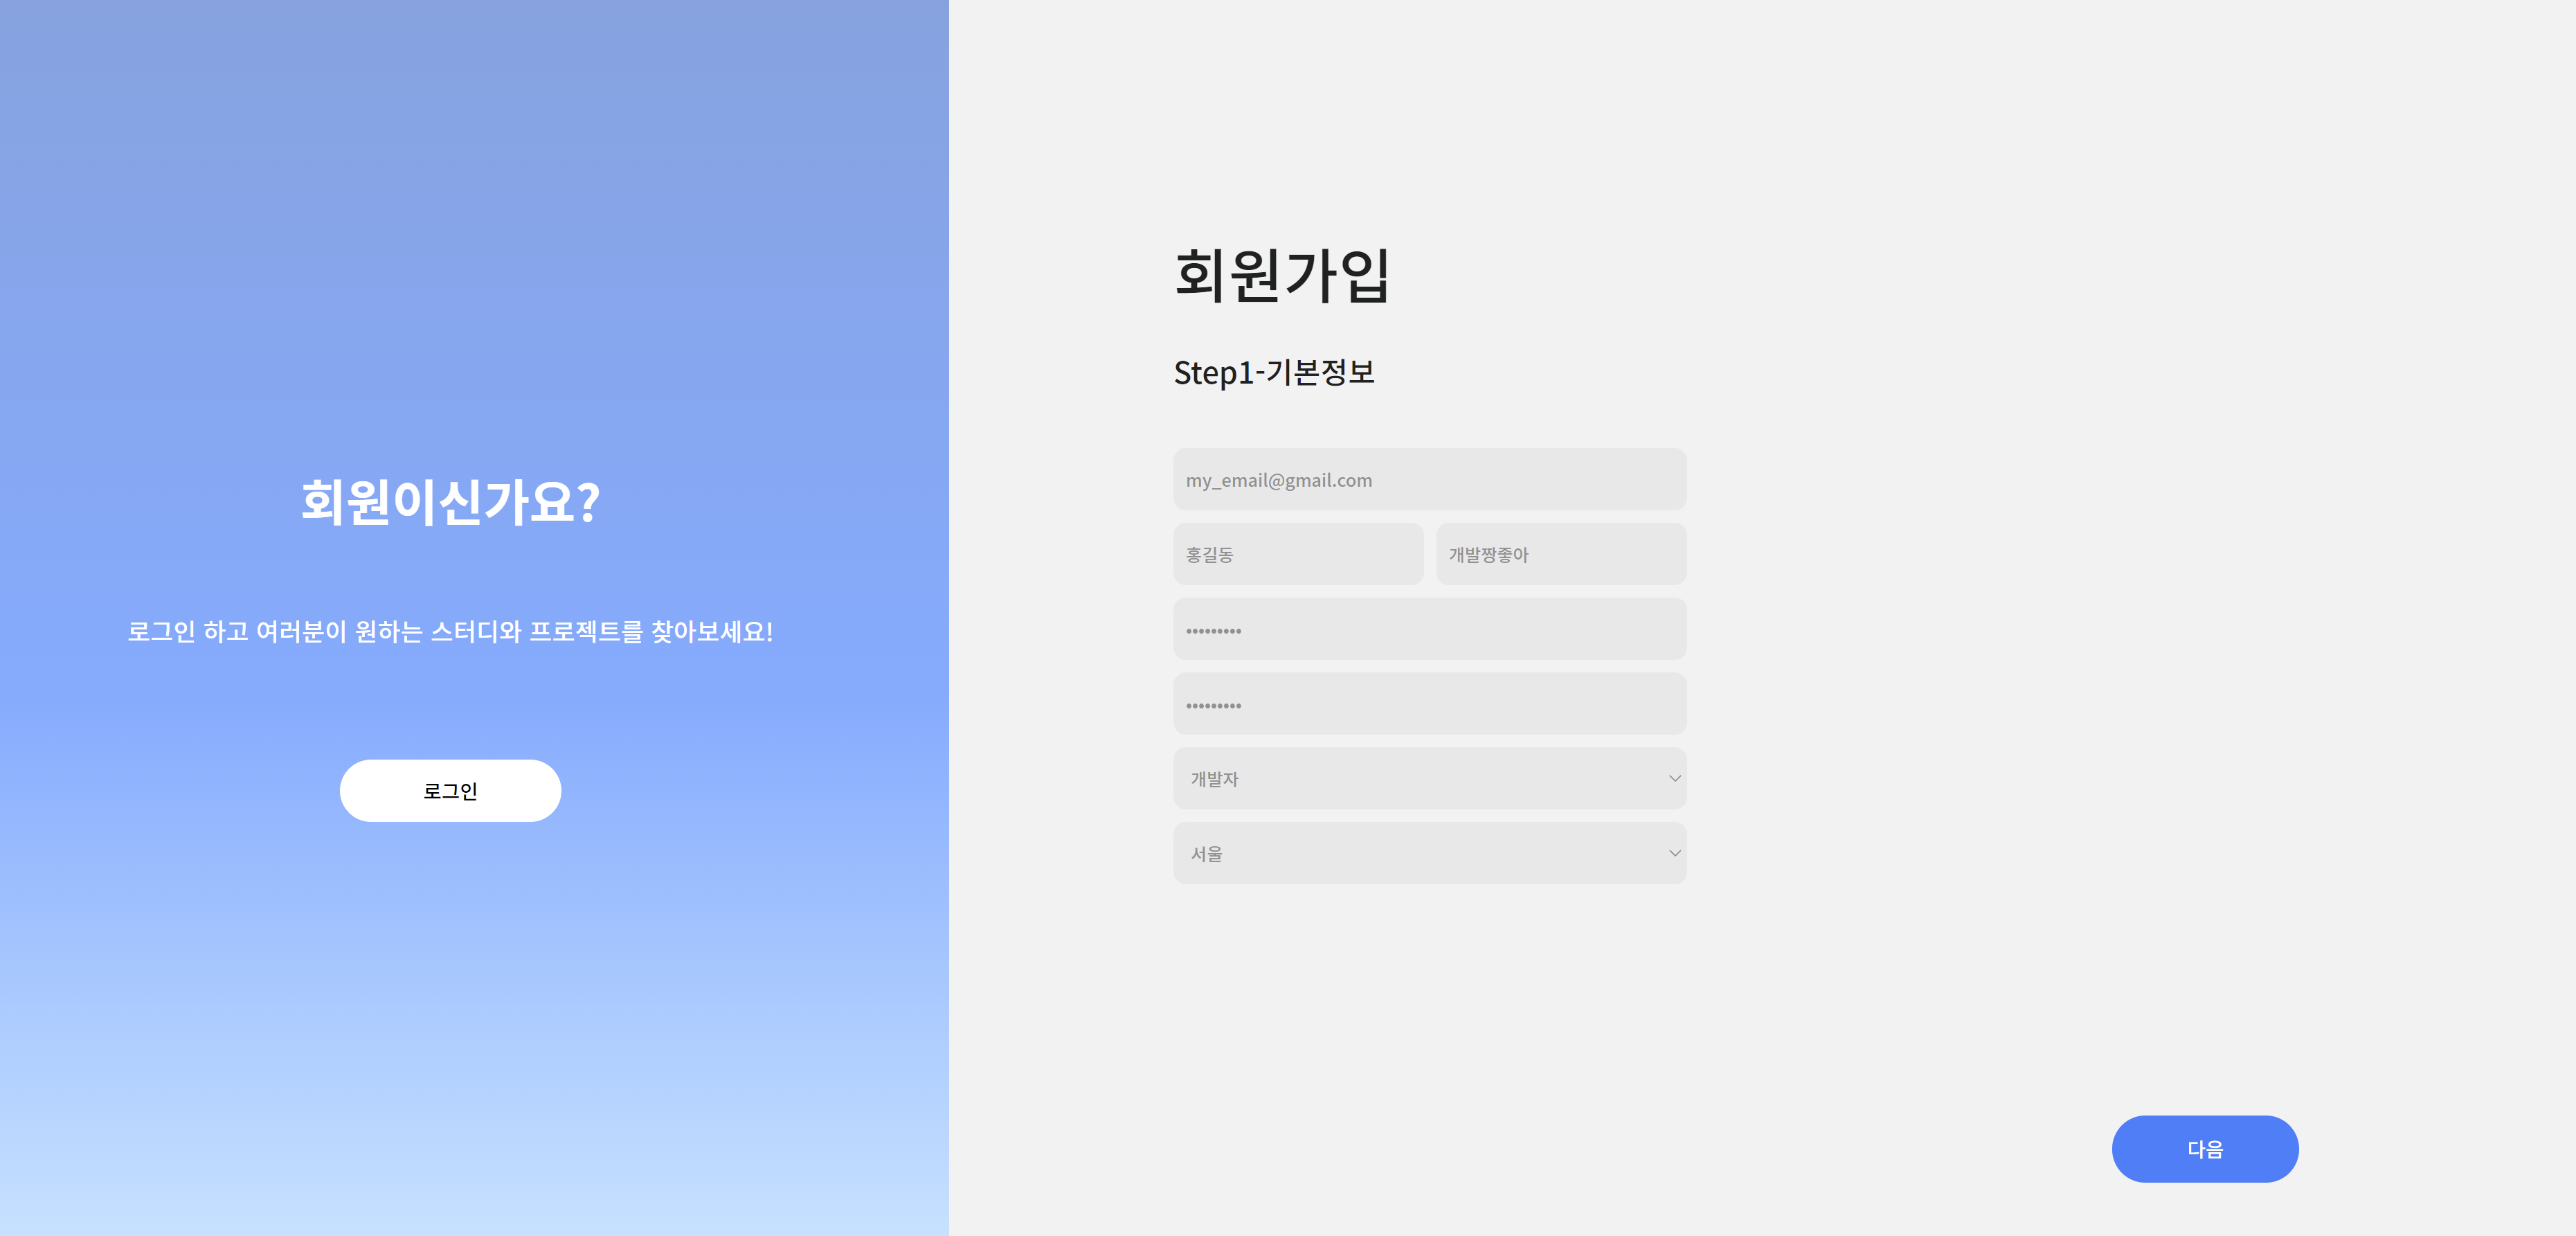 회원이신가요?
로그인 하고 여러분이 원하는 스터디와 프로젝트를 찾아보세요!
로그인
회원가입
Step1-기본정보
my_email@gmail.com
홍길동 개발짱좋아
•••••••••
•••••••••
개발자
서울
다음